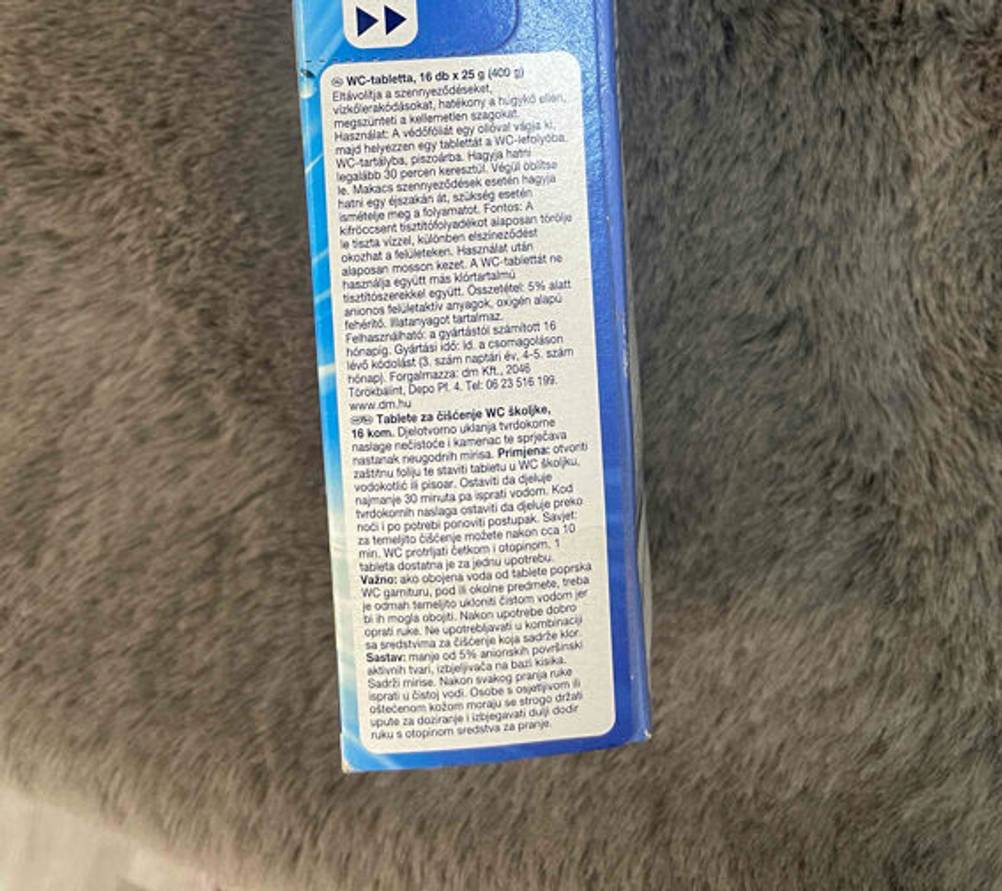 WC-tabletta, 16 db x 25 g (400 g)
Eltávolítja a szennyeződéseket,
vízkőlerakódásokat, hatékony a húgykő ellen,
megszünteti a kellemetlen szagokat.
Használat: A védőfóliát egy ollóval vágja ki,
majd helyezzen egy tablettát a WC-lefolyóba,
WC-tartályba, piszoárba. Hagyja hatni
legalább 30 percen keresztül. Végül öblítse
le. Makacs szennyeződések esetén hagyja
hatni egy éjszakán át, szükség esetén
ismételje meg a folyamatot. Fontos: A
kifröccsent tisztítófolyadékot alaposan törölje
le tiszta vízzel, különben elszíneződést
okozhat a felületeken. Használat után
alaposan mosson kezet. A WC-tablettát ne
használja együtt más klórtartalmú
tisztítószerekkel együtt. Összetétel: 5% alatt
anionos felületaktív anyagok, oxigén alapú
fehérítő. Illatanyagot tartalmaz.
Felhasználható: a gyártástól számított 16
hónapig. Gyártási idő: ld. a csomagoláson
lévő kódolást (3. szám naptári év, 4-5. szám
hónap). Forgalmazza: dm Kft., 2046
Törökbálint, Depo Pf. 4. Tel: 06 23 516 199.
www.dm.hu
Tablete za čišćenje WC školjke,
16 kom. Djelotvorno uklanja tvrdokorne
naslage nečistoće i kamenac te sprječava
nastanak neugodnih mirisa. Primjena: otvoriti
zaštitnu foliju te staviti tabletu u WC školjku,
vodokotlić ili pisoar. Ostaviti da djeluje
najmanje 30 minuta pa isprati vodom. Kod
tvrdokornih naslaga ostaviti da djeluje preko
noći i po potrebi ponoviti postupak. Savjet:
za temeljito čišćenje možete nakon cca 10
min. WC protrljati četkom i otopinom. 1
tableta dostatna je za jednu upotrebu.
Važno: ako obojena voda od tablete poprska
WC garnituru, pod ili okolne predmete, treba
je odmah temeljito ukloniti čistom vodom jer
bi ih mogla obojiti. Nakon upotrebe dobro
oprati ruke. Ne upotrebljavati u kombinaciji
sa sredstvima za čišćenje koja sadrže klor.
Sastav: manje od 5% anionskih površinski
aktivnih tvari, izbjeljivača na bazi kisika.
Sadrži mirise. Nakon svakog pranja ruke
isprati u čistoj vodi. Osobe s osjetljivom ili
oštećenom kožom moraju se strogo držati
upute za doziranje i izbjegavati dulji dodir
ruku s otopinom sredstva za pranje.